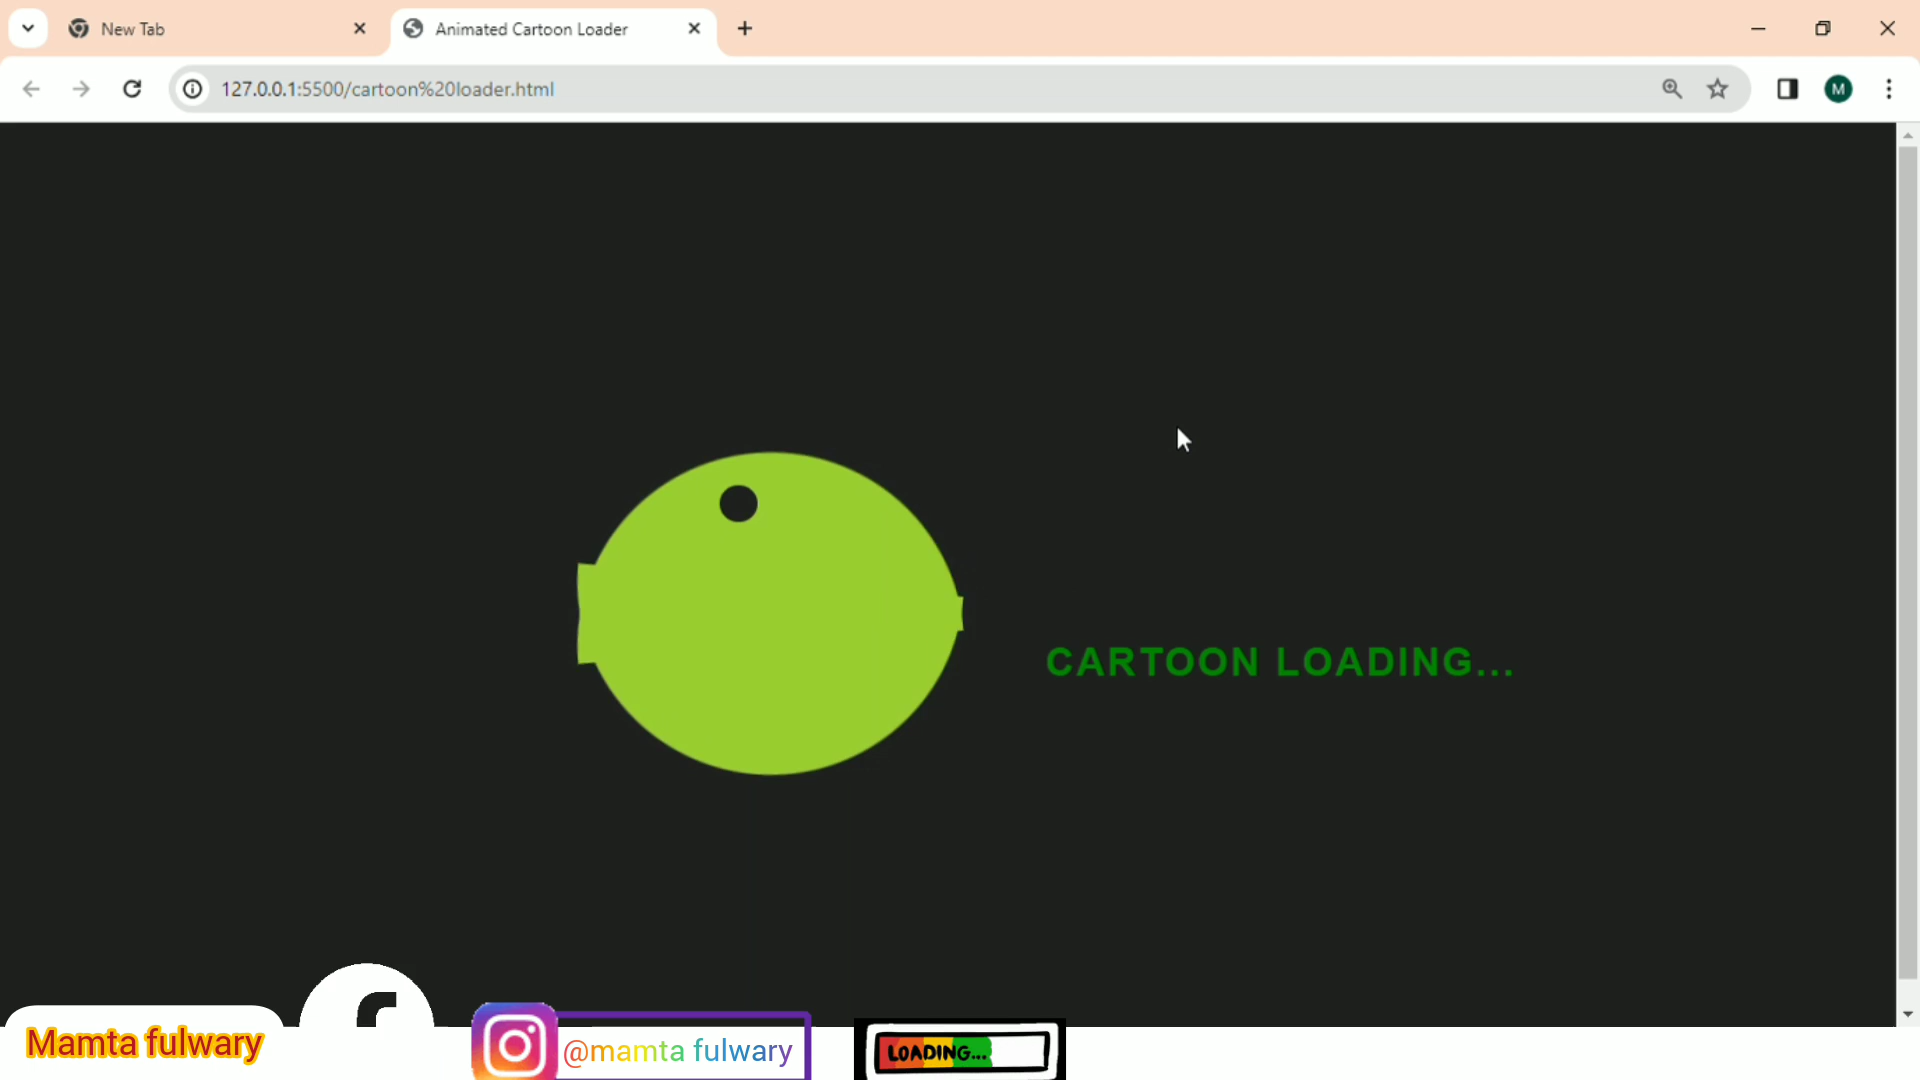 New Tab
Animated Cartoon Loader
127.0.0.1:5500/cartoon%20loader.html
M
CARTOON LOADING...
Mamta fulwary
@mamta fulwary
LOADING...